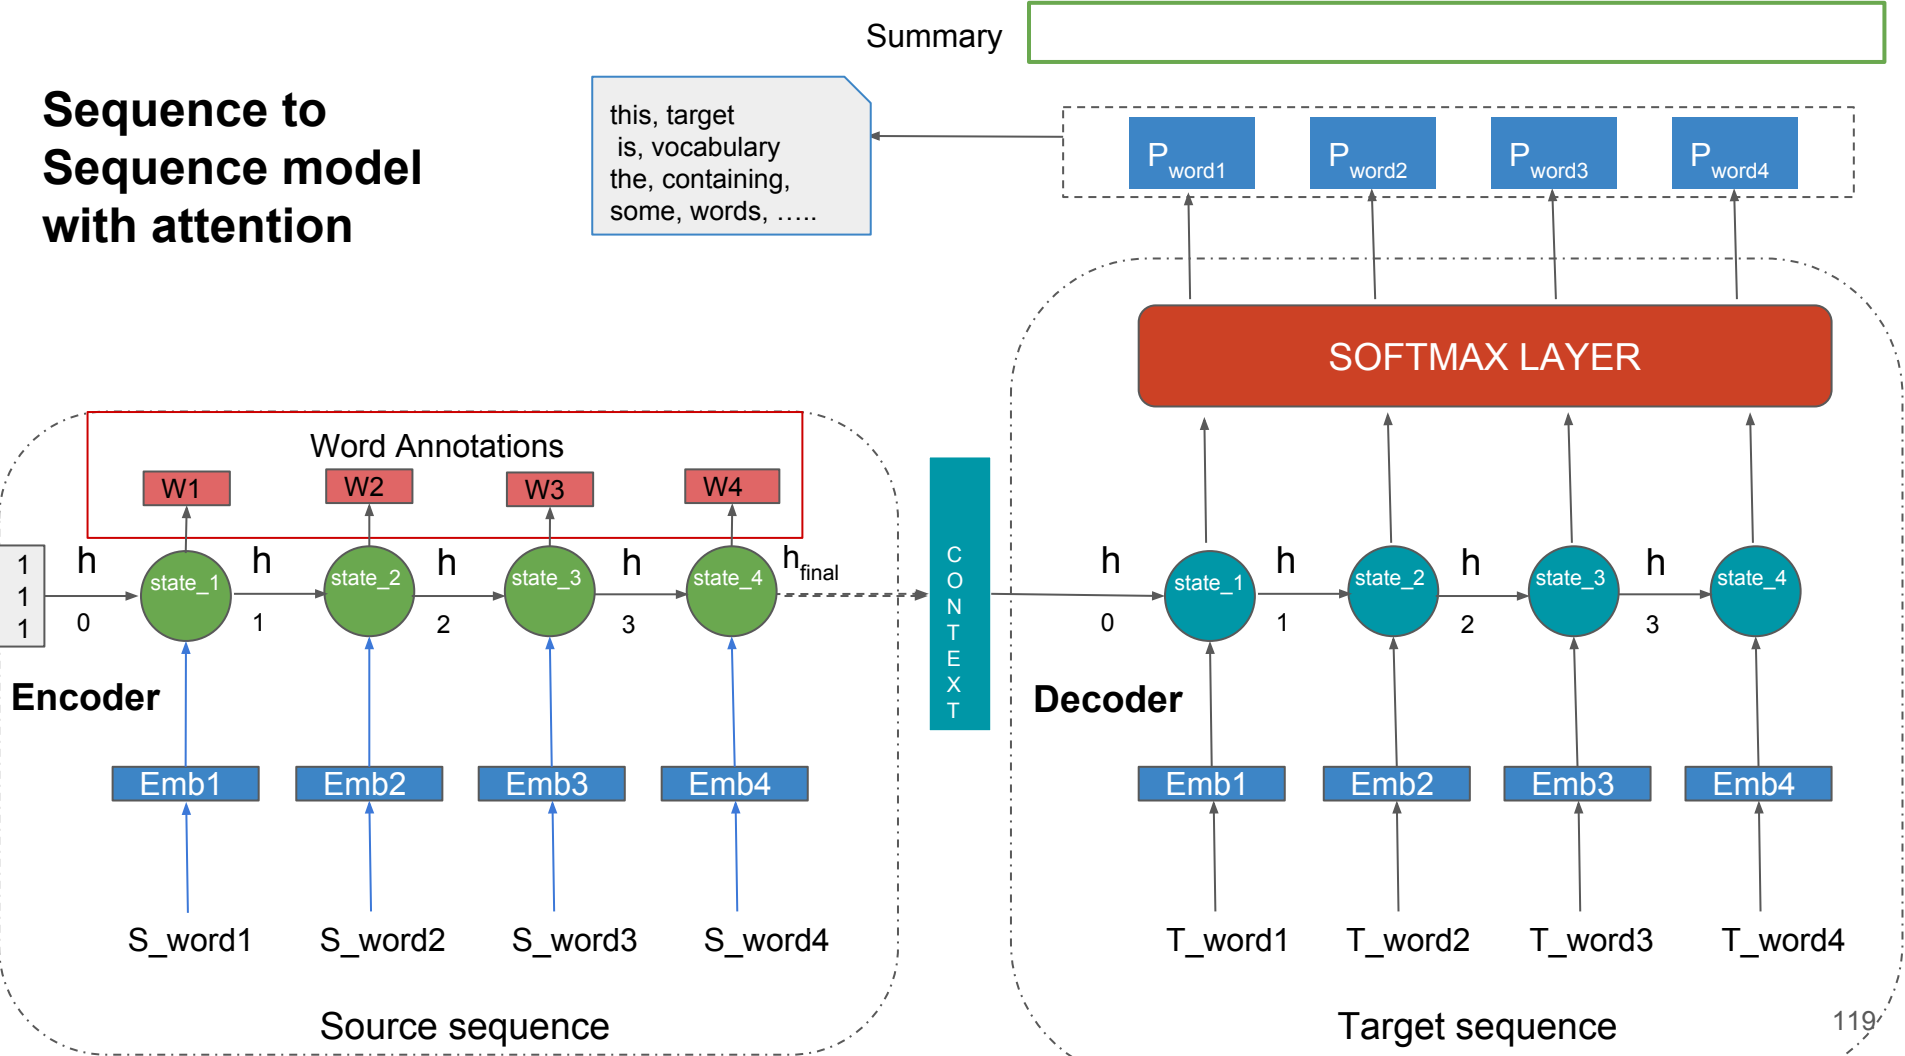 Summary
Sequence to
Sequence model
with attention
this, target
is, vocabulary
the, containing,
some, words, …..
P word1
P word2
P word3
P word4
SOFTMAX LAYER
Word Annotations
W1
W2
W3
W4
1
1
1
h
0
state_1
h
1
state_2
h
2
state_3
h
3
state_4
h final
CONTEXT
h
0
state_1
h
1
state_2
h
2
state_3
h
3
state_4
Encoder
Decoder
Emb1
Emb2
Emb3
Emb4
Emb1
Emb2
Emb3
Emb4
S_word1
S_word2
S_word3
S_word4
T_word1
T_word2
T_word3
T_word4
Source sequence
Target sequence
119